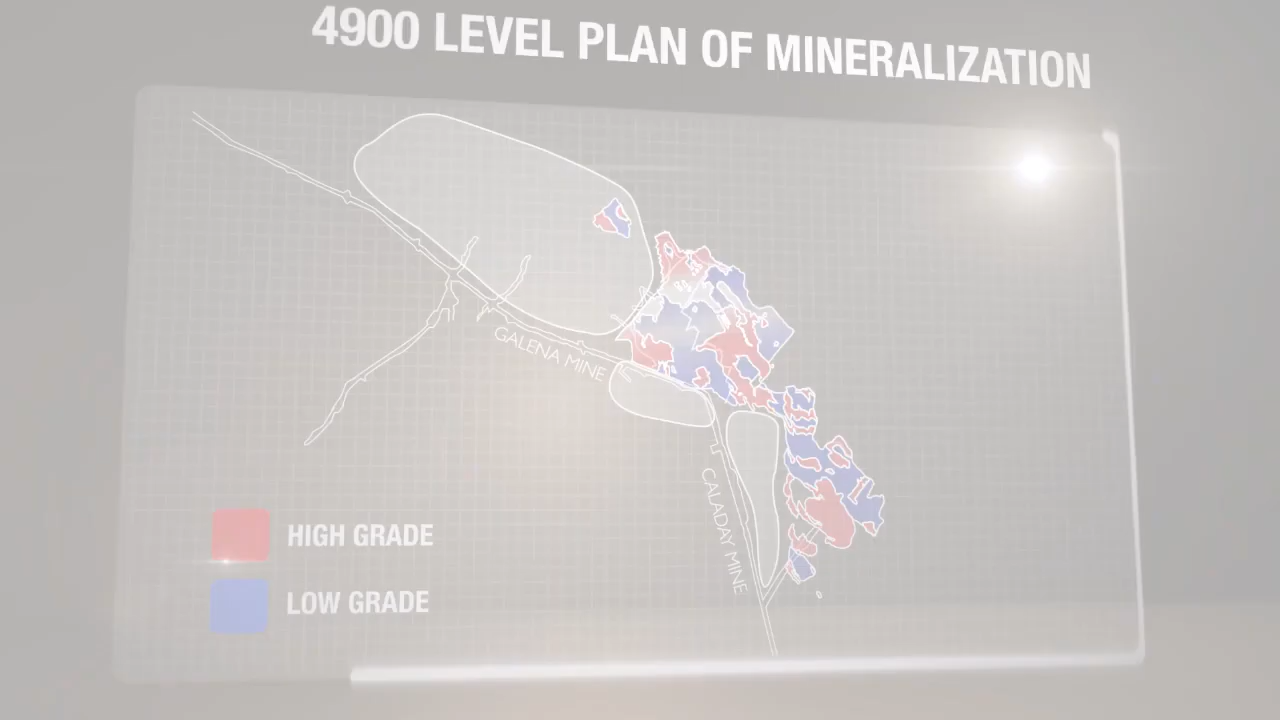 4900 LEVEL PLAN OF MINERALIZATION
GALENA MINE
CALADAY MINE
HIGH GRADE
LOW GRADE